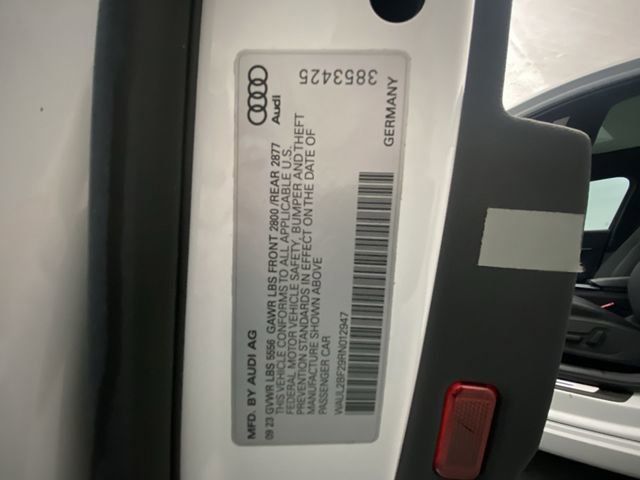 MFD. BY AUDI AG
09 23 GVWR LBS 5556 GAWR LBS FRONT 2800 /REAR 2877
THIS VEHICLE CONFORMS TO ALL APPLICABLE U.S.
FEDERAL MOTOR VEHICLE SAFETY, BUMPER AND THEFT
PREVENTION STANDARDS IN EFFECT ON THE DATE OF
MANUFACTURE SHOWN ABOVE
PASSENGER CAR
WAUL2BF29RN012947
GERMANY
Audi
3853425